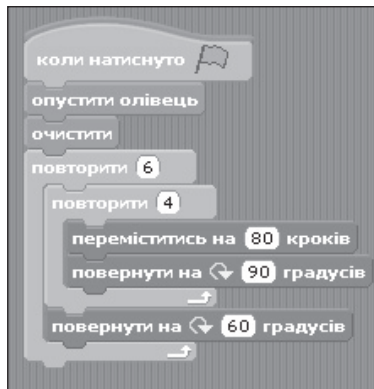 коли натиснуто
опустити олівець
очистити
повторити 6
повторити 4
переміститись на 80 кроків
повернути на 90 градусів
повернути на 60 градусів